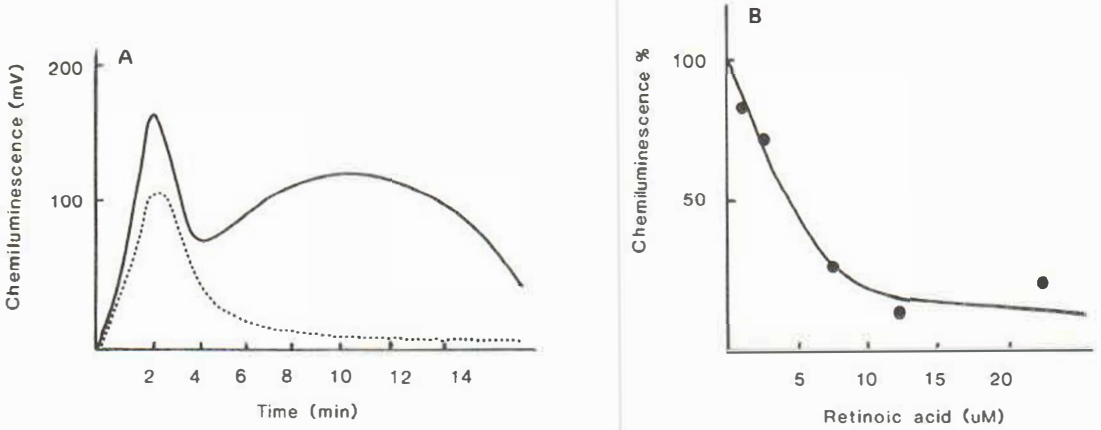 A
Chemiluminescence (mV)
200
100
2 4 6 8 10 12 14
Time (min)
B
Chemiluminescence %
100
50
5 10 15 20
Retinoic acid (uM)